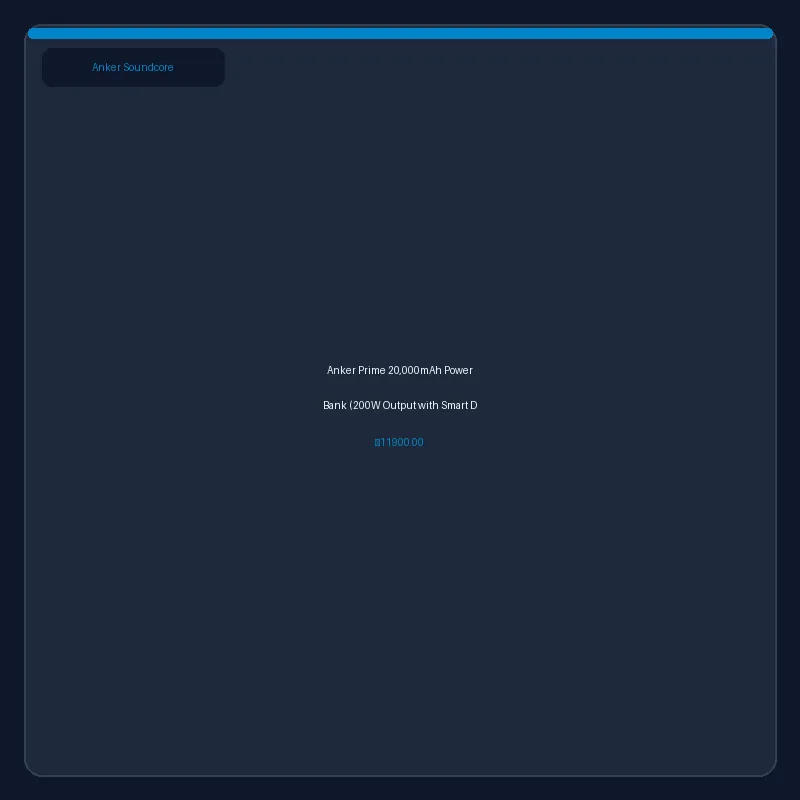 Anker Soundcore
Anker Prime 20,000mAh Power
Bank (200W Output with Smart D
11900.00